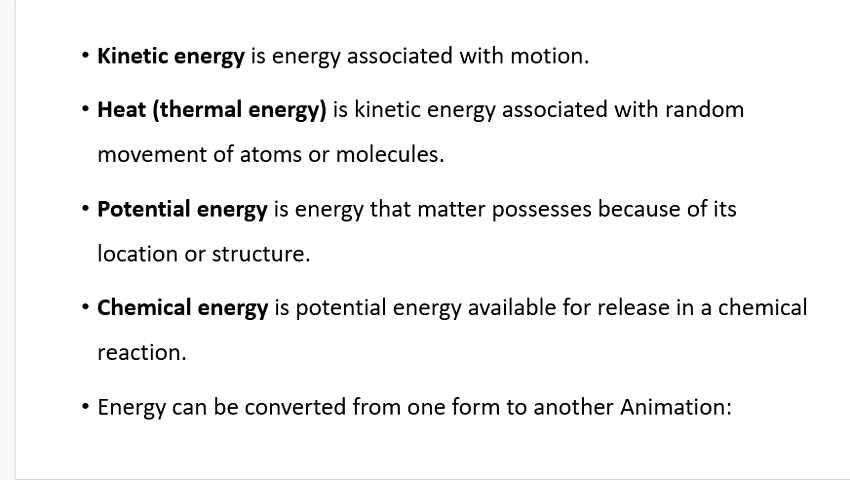 • Kinetic energy is energy associated with motion.
• Heat (thermal energy) is kinetic energy associated with random
movement of atoms or molecules.
• Potential energy is energy that matter possesses because of its
location or structure.
• Chemical energy is potential energy available for release in a chemical
reaction.
• Energy can be converted from one form to another Animation: